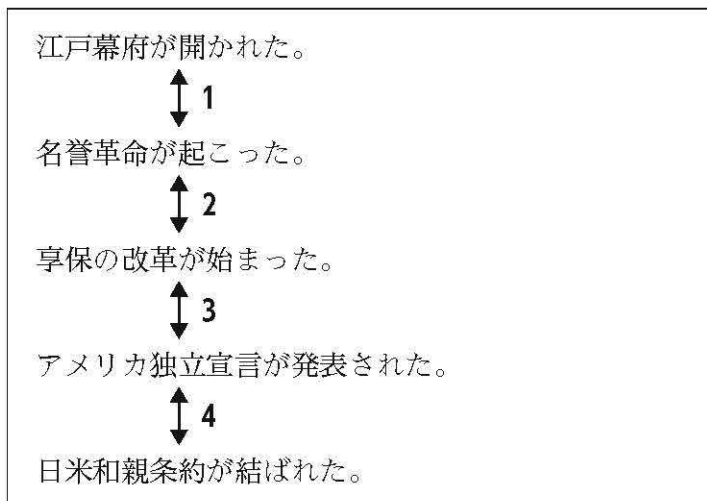 江戸幕府が開かれた。
1
名誉革命が起こった。
2
享保の改革が始まった。
3
アメリカ独立宣言が発表された。
4
日米和親条約が結ばれた。